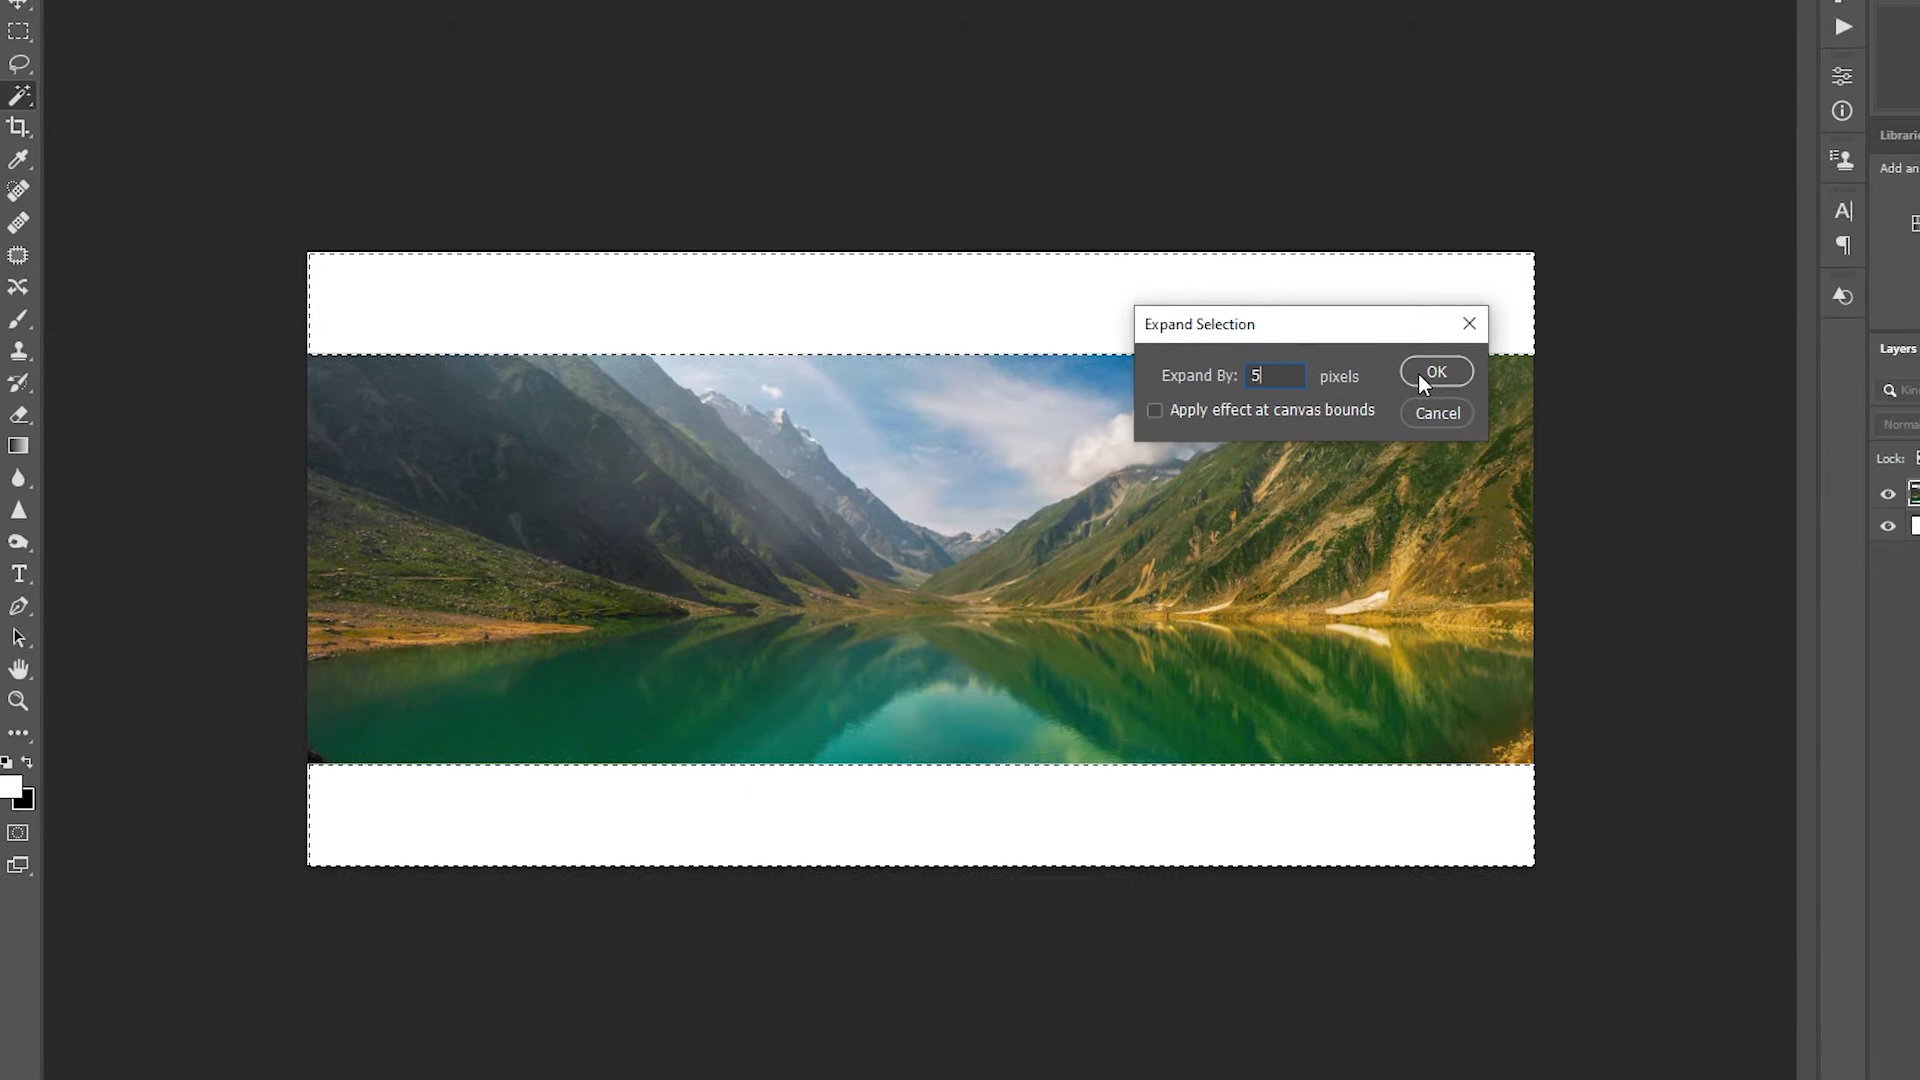 Librarie
Add an
Expand Selection
Expand By: 5 pixels
OK
Apply effect at canvas bounds
Cancel
Layers
Kin
Norma
Lock: